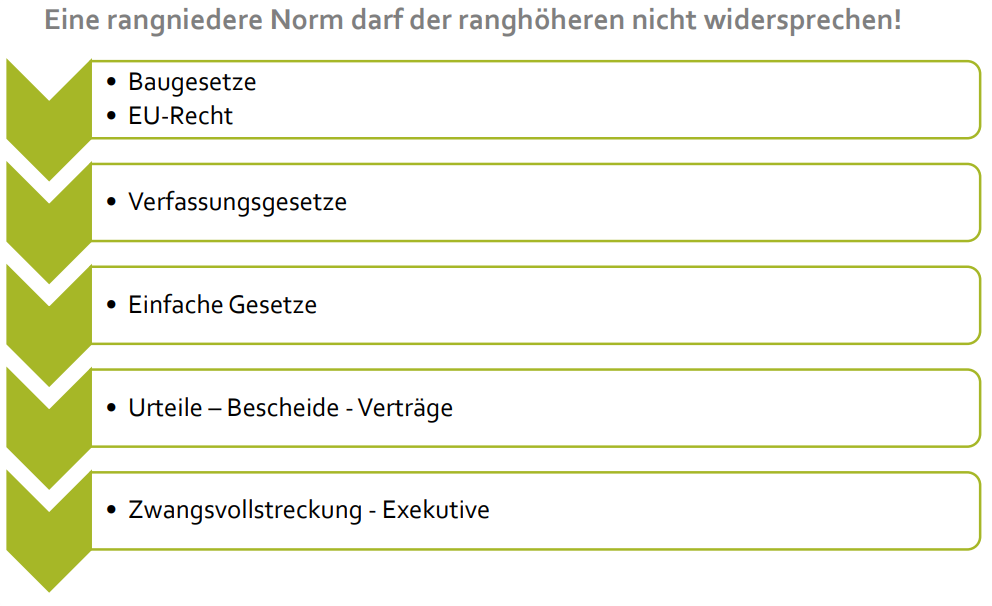 Eine rangniedere Norm darf der ranghöheren nicht widersprechen!
• Baugesetze
• EU-Recht
• Verfassungsgesetze
• Einfache Gesetze
• Urteile – Bescheide - Verträge
• Zwangsvollstreckung - Exekutive